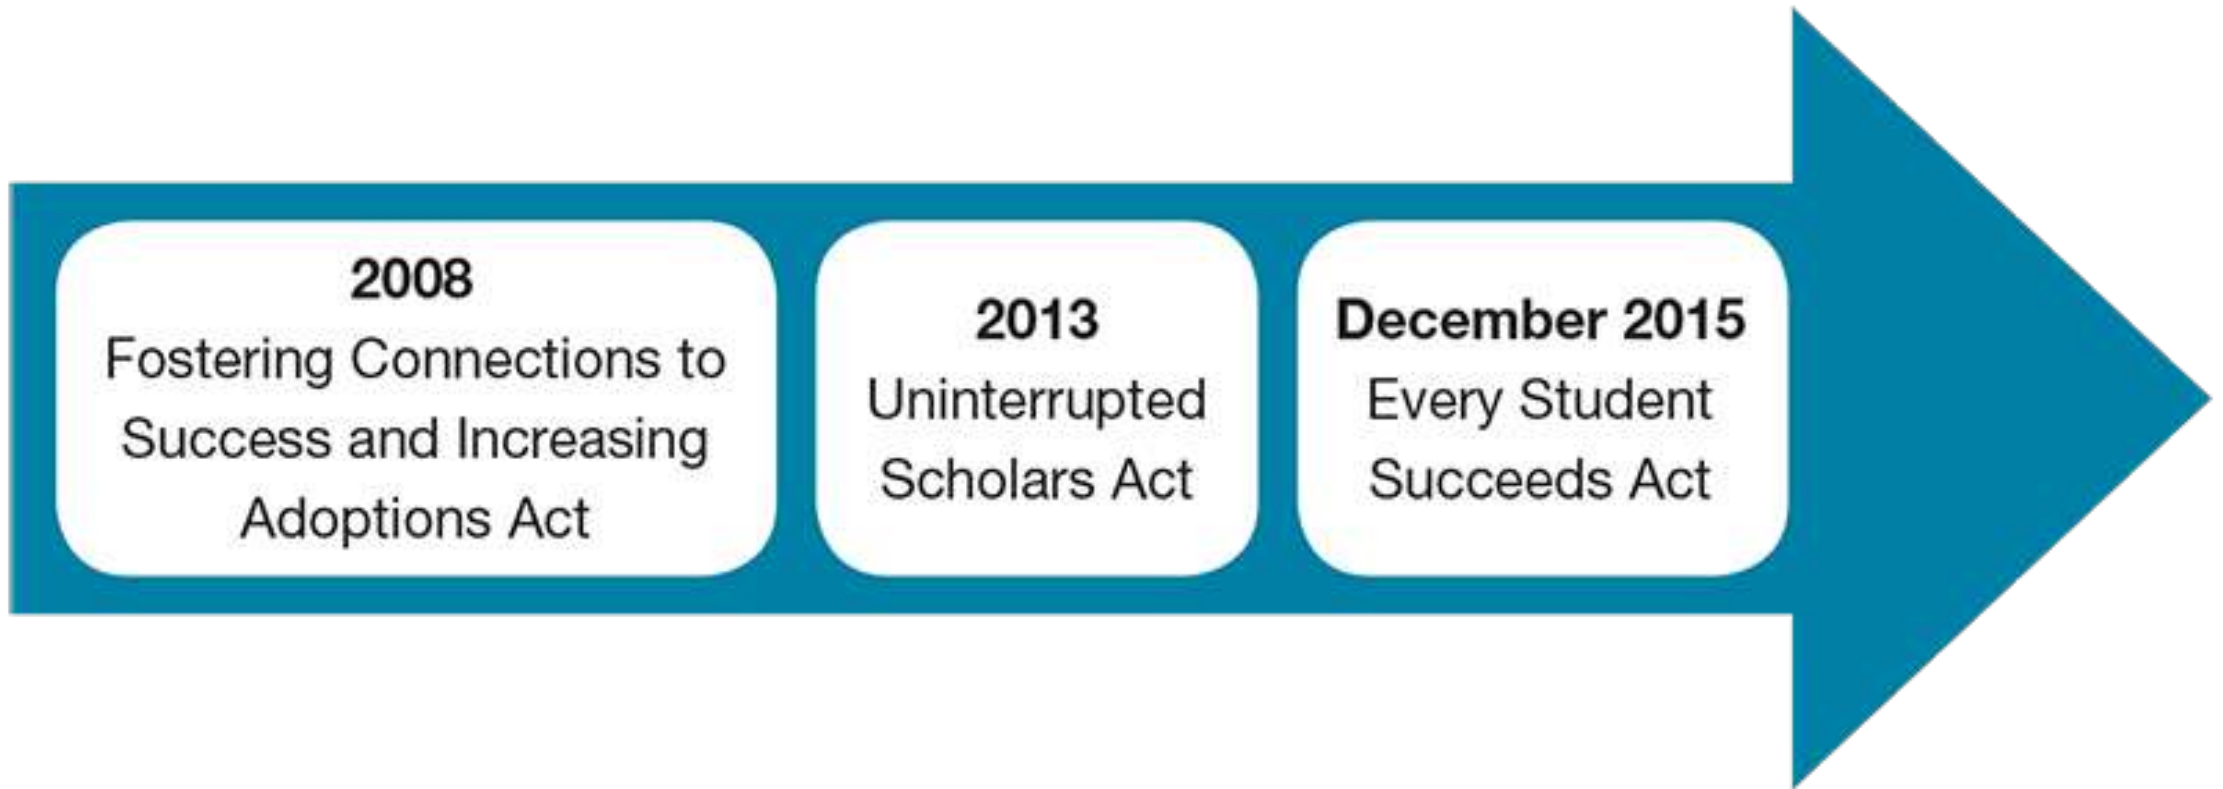 2008
Fostering Connections to
Success and Increasing
Adoptions Act
2013
Uninterrupted
Scholars Act
December 2015
Every Student
Succeeds Act